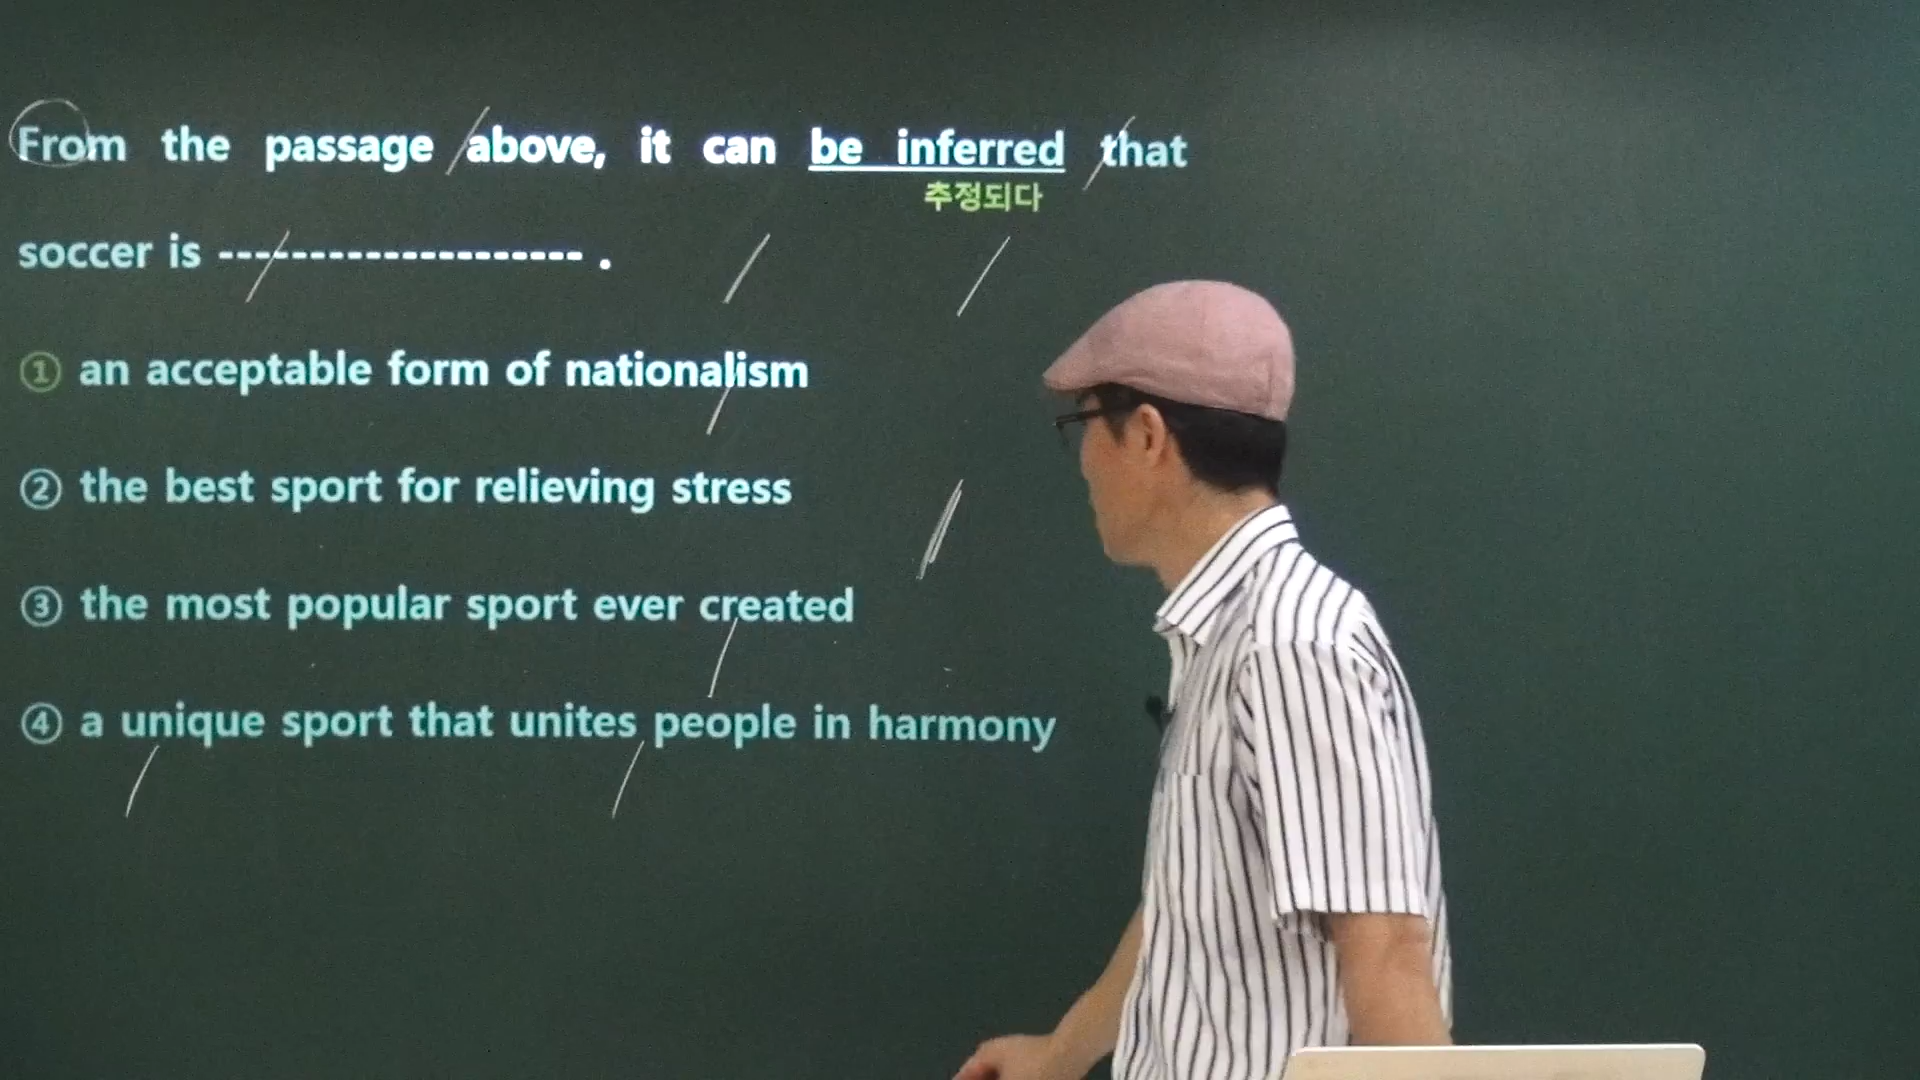 From the passage above, it can be inferred that
추정되다
soccer is -------------------- .
① an acceptable form of nationalism
② the best sport for relieving stress
③ the most popular sport ever created
④ a unique sport that unites people in harmony